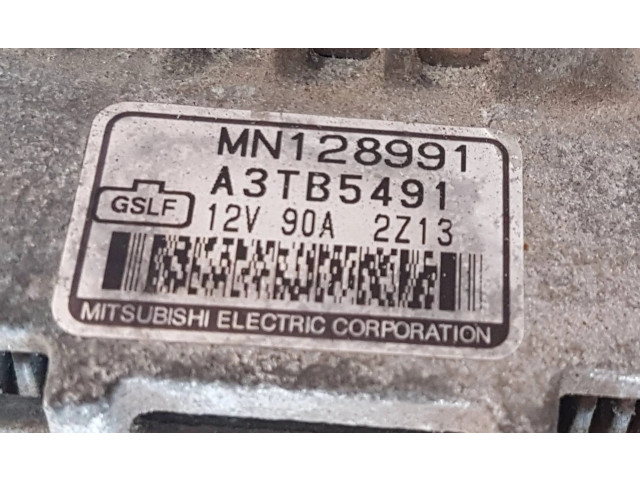 MN128991
A3TB5491
GSLF 12V 90A 2Z13
MITSUBISHI ELECTRIC CORPORATION